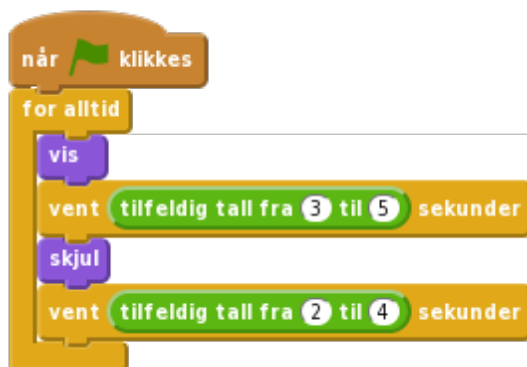 når klikkes
for alltid
vis
vent tilfeldig tall fra 3 til 5 sekunder
skjul
vent tilfeldig tall fra 2 til 4 sekunder